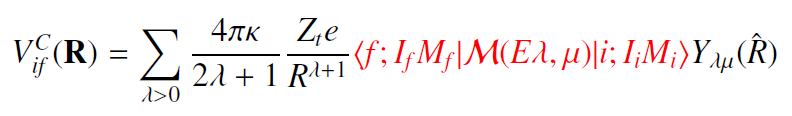 $V_{if}^{C}(\mathbf{R}) = \sum_{\lambda>0} \frac{4\pi\kappa}{2\lambda+1} \frac{Z_t e}{R^{\lambda+1}} \langle f; I_f M_f | \mathcal{M}(E\lambda, \mu) | i; I_i M_i \rangle Y_{\lambda\mu}(\hat{R})$